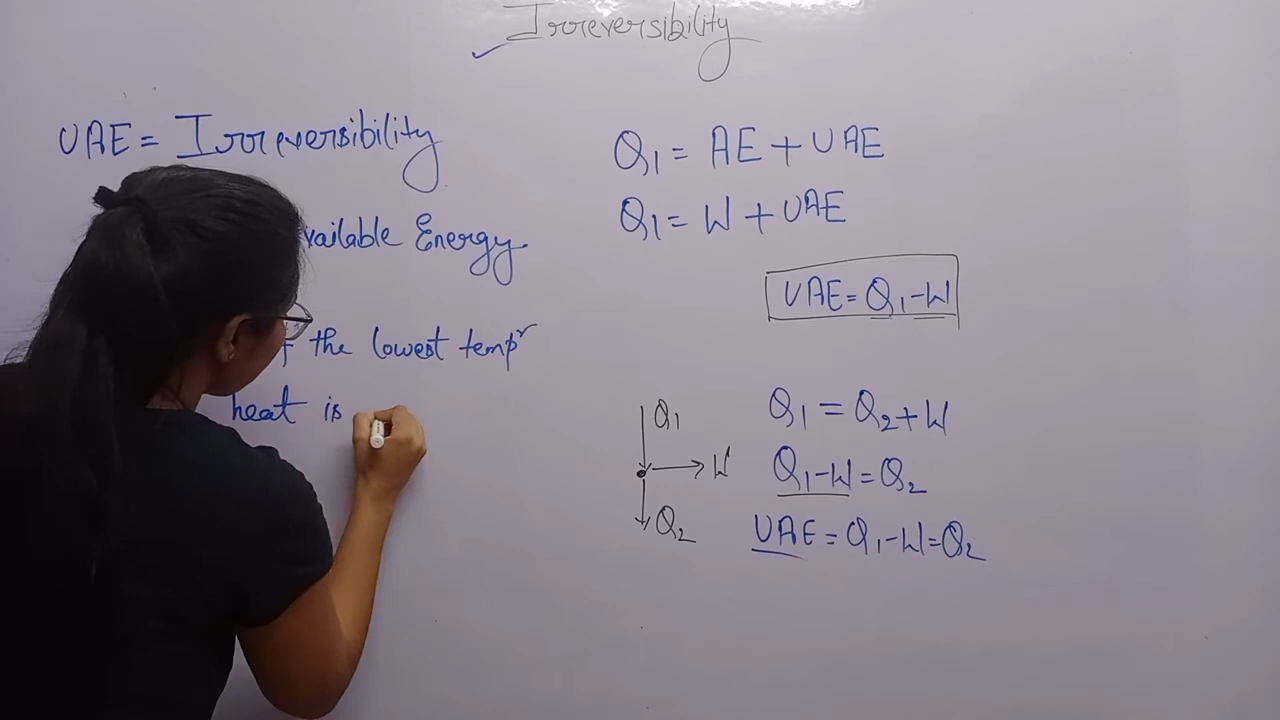 Irreversibility
UAE = Irreversibility
vailable Energy
the lowest tempr
heat is
Q1 = AE + UAE
Q1 = W + UAE
UAE = Q1-W
Q1
W
Q2
Q1 = Q2 + W
Q1-W = Q2
UAE = Q1-W = Q2